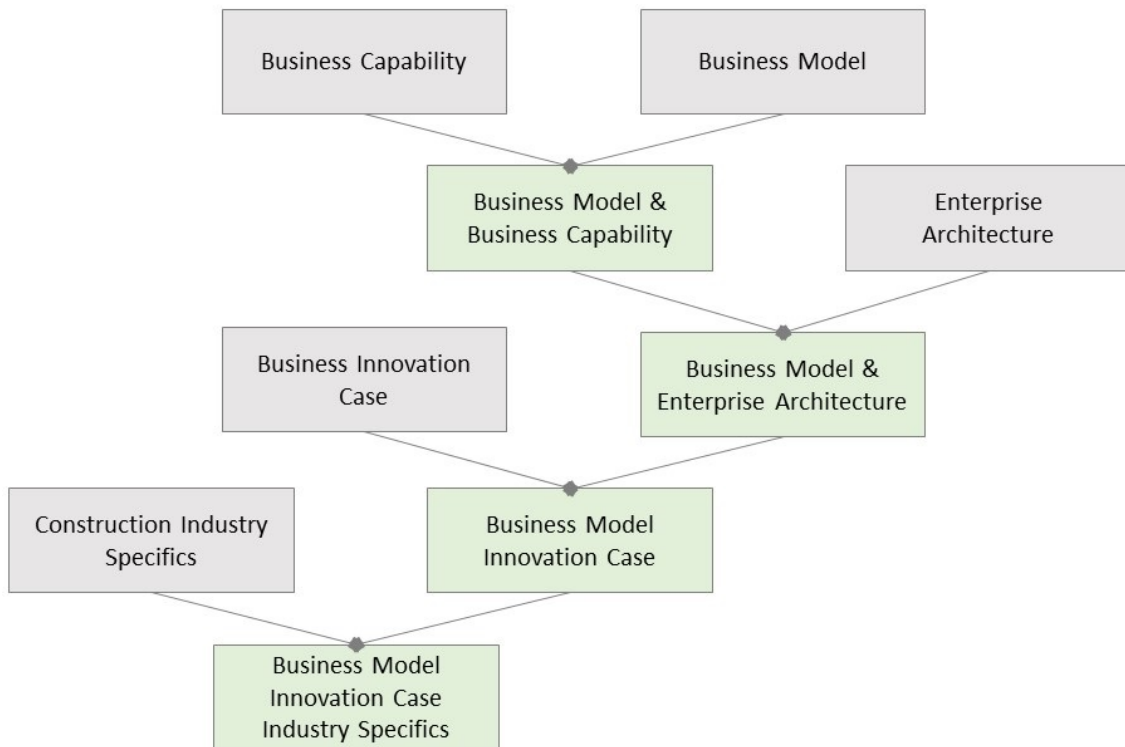 Business Capability
Business Model
Business Model &
Business Capability
Enterprise
Architecture
Business Innovation
Case
Business Model &
Enterprise Architecture
Construction Industry
Specifics
Business Model
Innovation Case
Business Model
Innovation Case
Industry Specifics